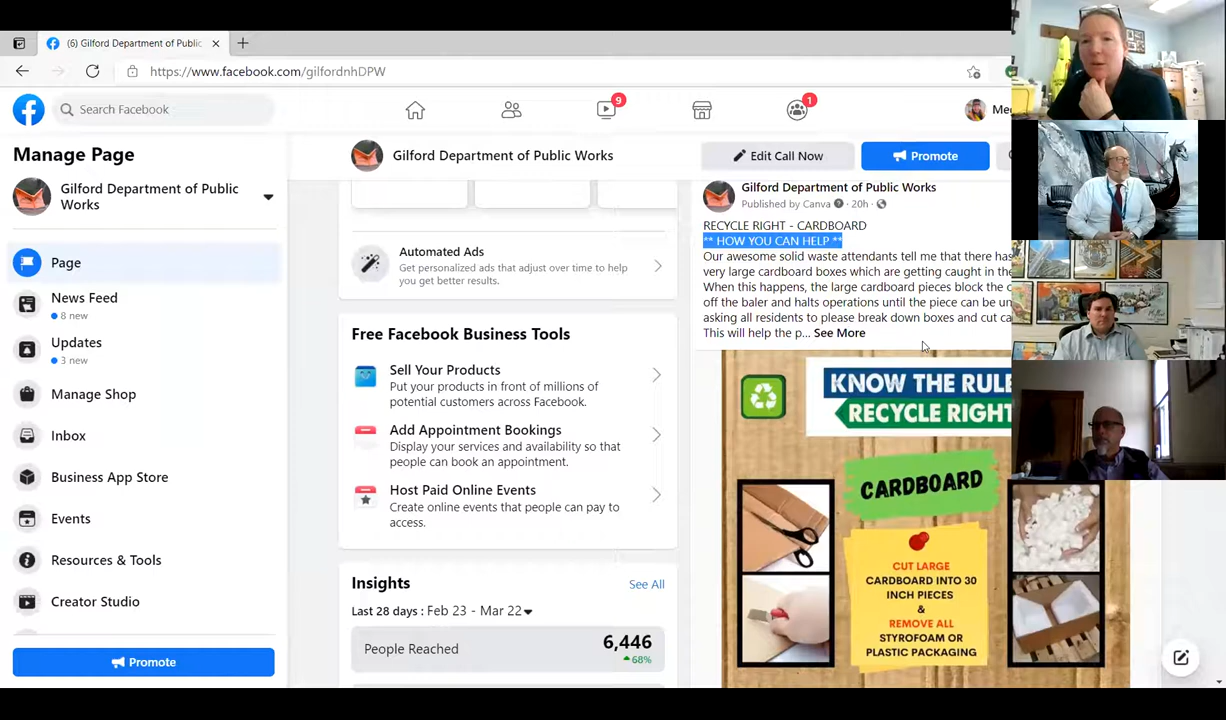 (6) Gilford Department of Public
https://www.facebook.com/gilfordnhDPW
Search Facebook
9
1
Manage Page
Gilford Department of Public
Works
Page
News Feed
8 new
Updates
3 new
Manage Shop
Inbox
Business App Store
Events
Resources & Tools
Creator Studio
Promote
Gilford Department of Public Works
Edit Call Now
Promote
Automated Ads
Get personalized ads that adjust over time to help
you get better results.
Free Facebook Business Tools
Sell Your Products
Put your products in front of millions of
potential customers across Facebook.
Add Appointment Bookings
Display your services and availability so that
people can book an appointment.
Host Paid Online Events
Create online events that people can pay to
access.
Insights
See All
Last 28 days : Feb 23 - Mar 22
People Reached
6,446
68%
Gilford Department of Public Works
Published by Canva · 20h ·
RECYCLE RIGHT - CARDBOARD
** HOW YOU CAN HELP **
Our awesome solid waste attendants tell me that there has
very large cardboard boxes which are getting caught in the
When this happens, the large cardboard pieces block the
off the baler and halts operations until the piece can be
asking all residents to please break down boxes and cut
This will help the p... See More
KNOW THE
RECYCLE RIGHT
CARDBOARD
CUT LARGE
CARDBOARD INTO 30
INCH PIECES
&
REMOVE ALL
STYROFOAM OR
PLASTIC PACKAGING